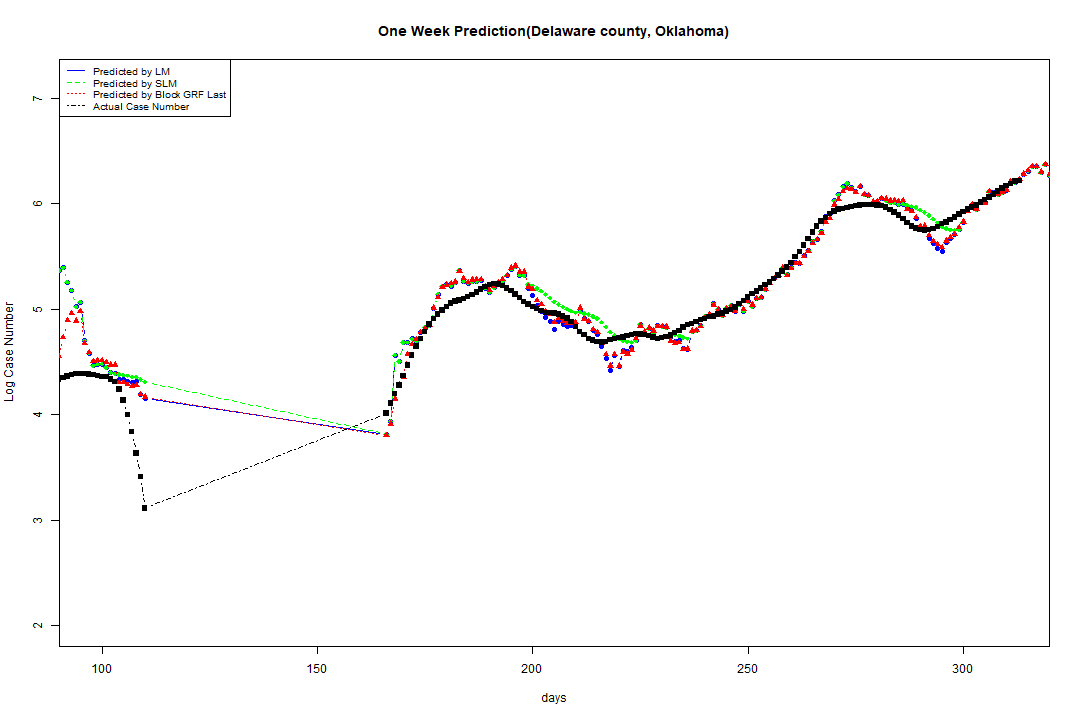 One Week Prediction(Delaware county, Oklahoma)
Predicted by LM
Predicted by SLM
Predicted by Block GRF Last
Actual Case Number
7
6
5
4
3
2
Log Case Number
100 150 200 250 300
days